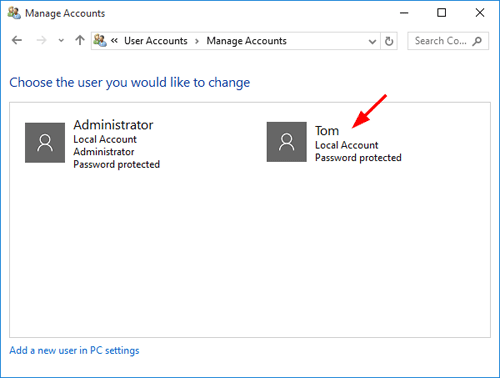 Manage Accounts
« User Accounts > Manage Accounts
Search Co...
Choose the user you would like to change
Administrator
Local Account
Administrator
Password protected
Tom
Local Account
Password protected
Add a new user in PC settings